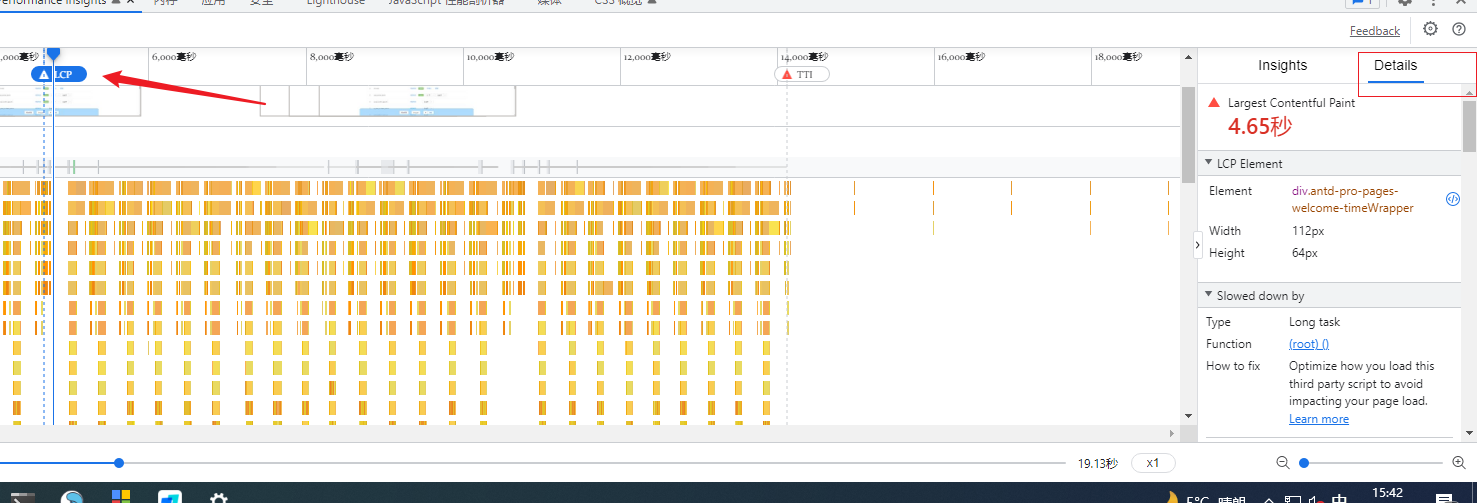 Performance insights 内存 应用 安全 Lighthouse JavaScript 性能剖析器 媒体 CSS 概览 1
Feedback
,000毫秒 6,000毫秒 8,000毫秒 10,000毫秒 12,000毫秒 14,000毫秒 16,000毫秒 18,000毫秒
LCP TTI
Insights Details
Largest Contentful Paint
4.65秒
LCP Element
Element div.antd-pro-pages-
welcome-timeWrapper
Width 112px
Height 64px
Slowed down by
Type Long task
Function (root) ()
How to fix Optimize how you load this
third party script to avoid
impacting your page load.
Learn more
19.13秒 x1
5°C 晴朗 中 15:42